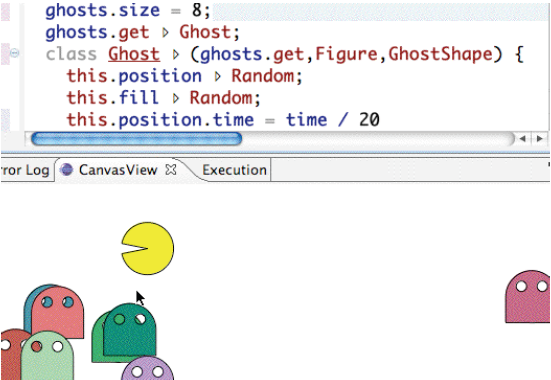 ghosts.size = 8;
ghosts.get ▹ Ghost;
class Ghost ▹ (ghosts.get,Figure,GhostShape) {
this.position ▹ Random;
this.fill ▹ Random;
this.position.time = time / 20
ror Log CanvasView Execution